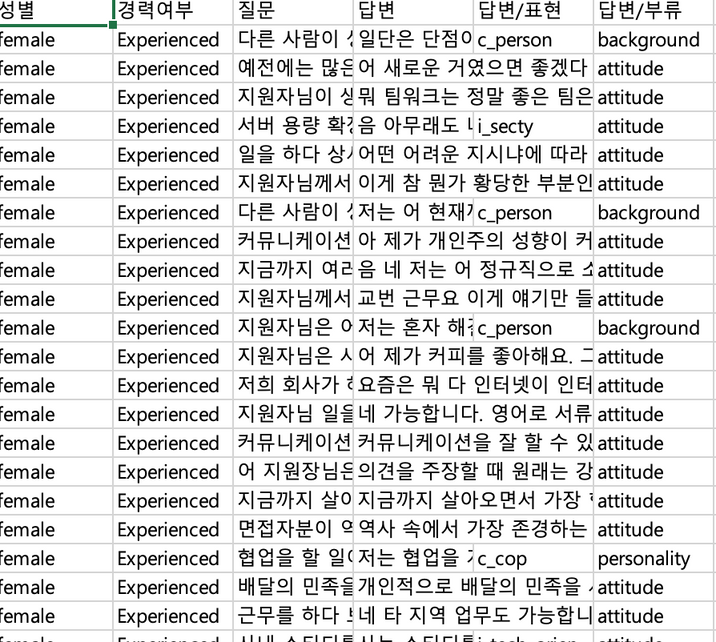 성별 경력여부 질문 답변 답변/표현 답변/부류
female Experienced 다른 사람이 일단은 단점이 c_person background
female Experienced 예전에는 많은 어 새로운 거였으면 좋겠다 attitude
female Experienced 지원자님이 생 뭐 팀워크는 정말 좋은 팀은 attitude
female Experienced 서버 용량 확장 음 아무래도 i_secty attitude
female Experienced 일을 하다 상사 어떤 어려운 지시냐에 따라 attitude
female Experienced 지원자님께서 이게 참 뭔가 황당한 부분인 attitude
female Experienced 다른 사람이 저는 어 현재 c_person background
female Experienced 커뮤니케이션 아 제가 개인주의 성향이 커 attitude
female Experienced 지금까지 여러 음 네 저는 어 정규직으로 attitude
female Experienced 지원자님께서 교번 근무요 이게 얘기만 들 attitude
female Experienced 지원자님은 어 저는 혼자 해결 c_person background
female Experienced 지원자님은 어 제가 커피를 좋아해요. 그 attitude
female Experienced 저희 회사가 요즘은 뭐 다 인터넷이 인터 attitude
female Experienced 지원자님 일을 네 가능합니다. 영어로 서류 attitude
female Experienced 커뮤니케이션 커뮤니케이션을 잘 할 수 있 attitude
female Experienced 어 지원장님은 의견을 주장할 때 원래는 강 attitude
female Experienced 지금까지 살아 지금까지 살아오면서 가장 attitude
female Experienced 면접자분이 역 역사 속에서 가장 존경하는 attitude
female Experienced 협업을 할 일이 저는 협업을 c_cop personality
female Experienced 배달의 민족을 개인적으로 배달의 민족을 attitude
female Experienced 근무를 하다 보 네 타 지역 업무도 가능합니 attitude